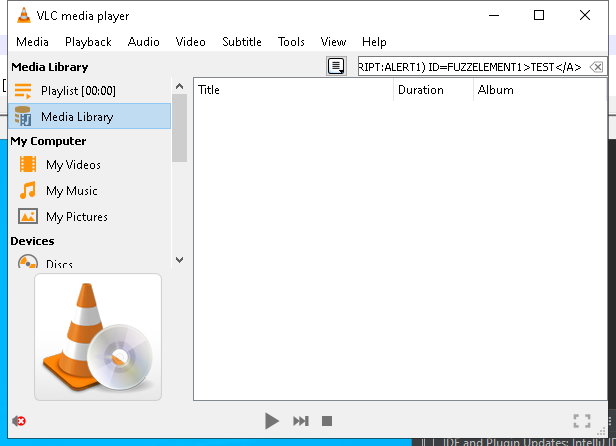 VLC media player
Media Playback Audio Video Subtitle Tools View Help
Media Library
RIPT:ALERT1) ID=FUZZELEMENT1>TEST</A>
Playlist [00:00]
Title Duration Album
Media Library
My Computer
My Videos
My Music
My Pictures
Devices
Discs
IDE and Plugin Updates: IntelliJ